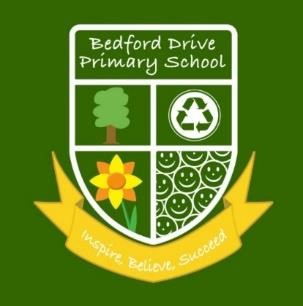 Bedford Drive
Primary School
Inspire, Believe, Succeed